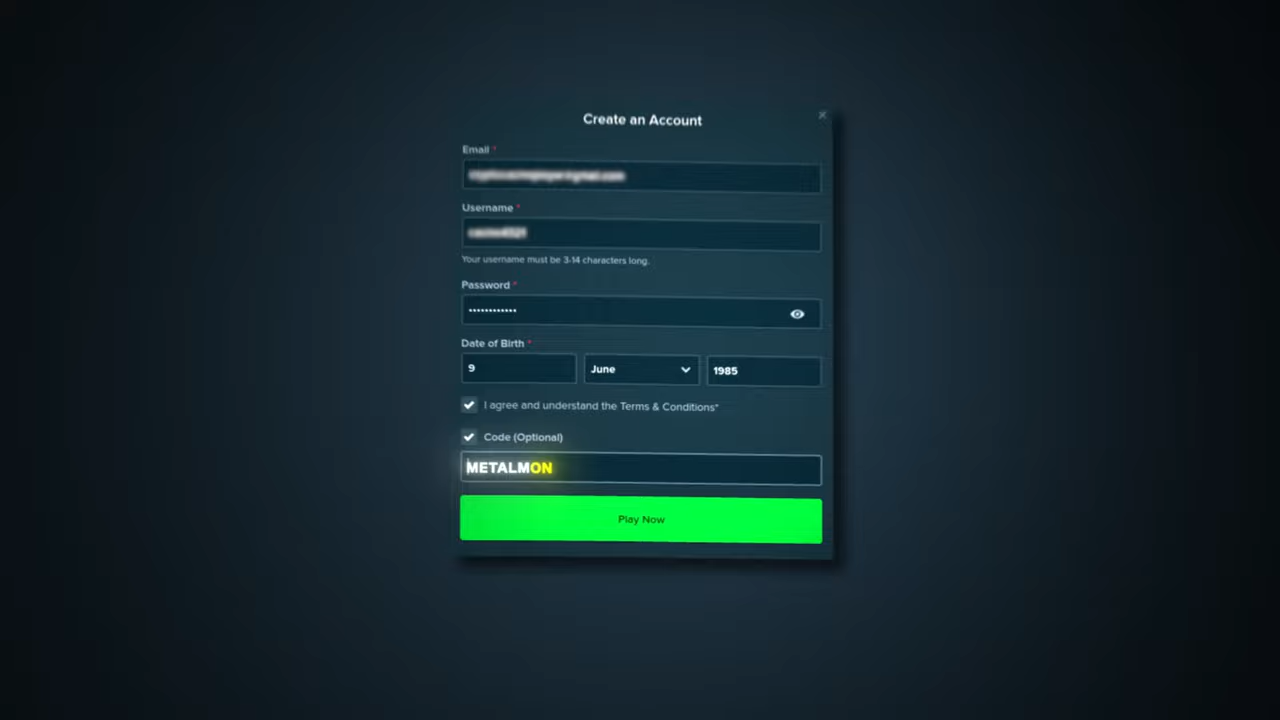 Create an Account
Email *
Username *
Your username must be 3-14 characters long.
Password *
••••••••••••
Date of Birth *
9 June 1985
I agree and understand the Terms & Conditions*
Code (Optional)
METALMON
Play Now